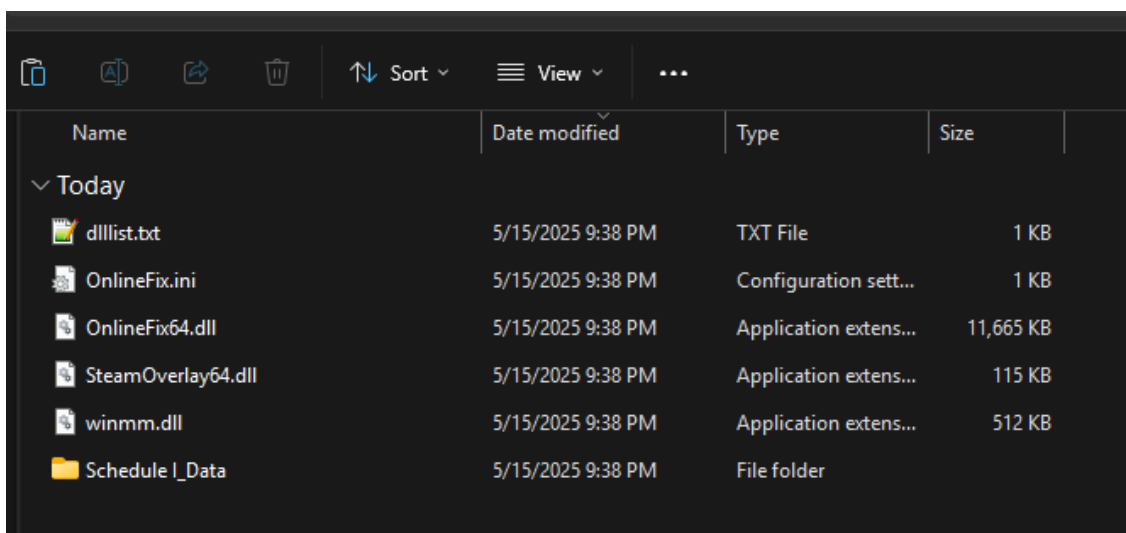 Sort View
Name Date modified Type Size
Today
dlllist.txt 5/15/2025 9:38 PM TXT File 1 KB
OnlineFix.ini 5/15/2025 9:38 PM Configuration sett... 1 KB
OnlineFix64.dll 5/15/2025 9:38 PM Application extens... 11,665 KB
SteamOverlay64.dll 5/15/2025 9:38 PM Application extens... 115 KB
winmm.dll 5/15/2025 9:38 PM Application extens... 512 KB
Schedule I_Data 5/15/2025 9:38 PM File folder